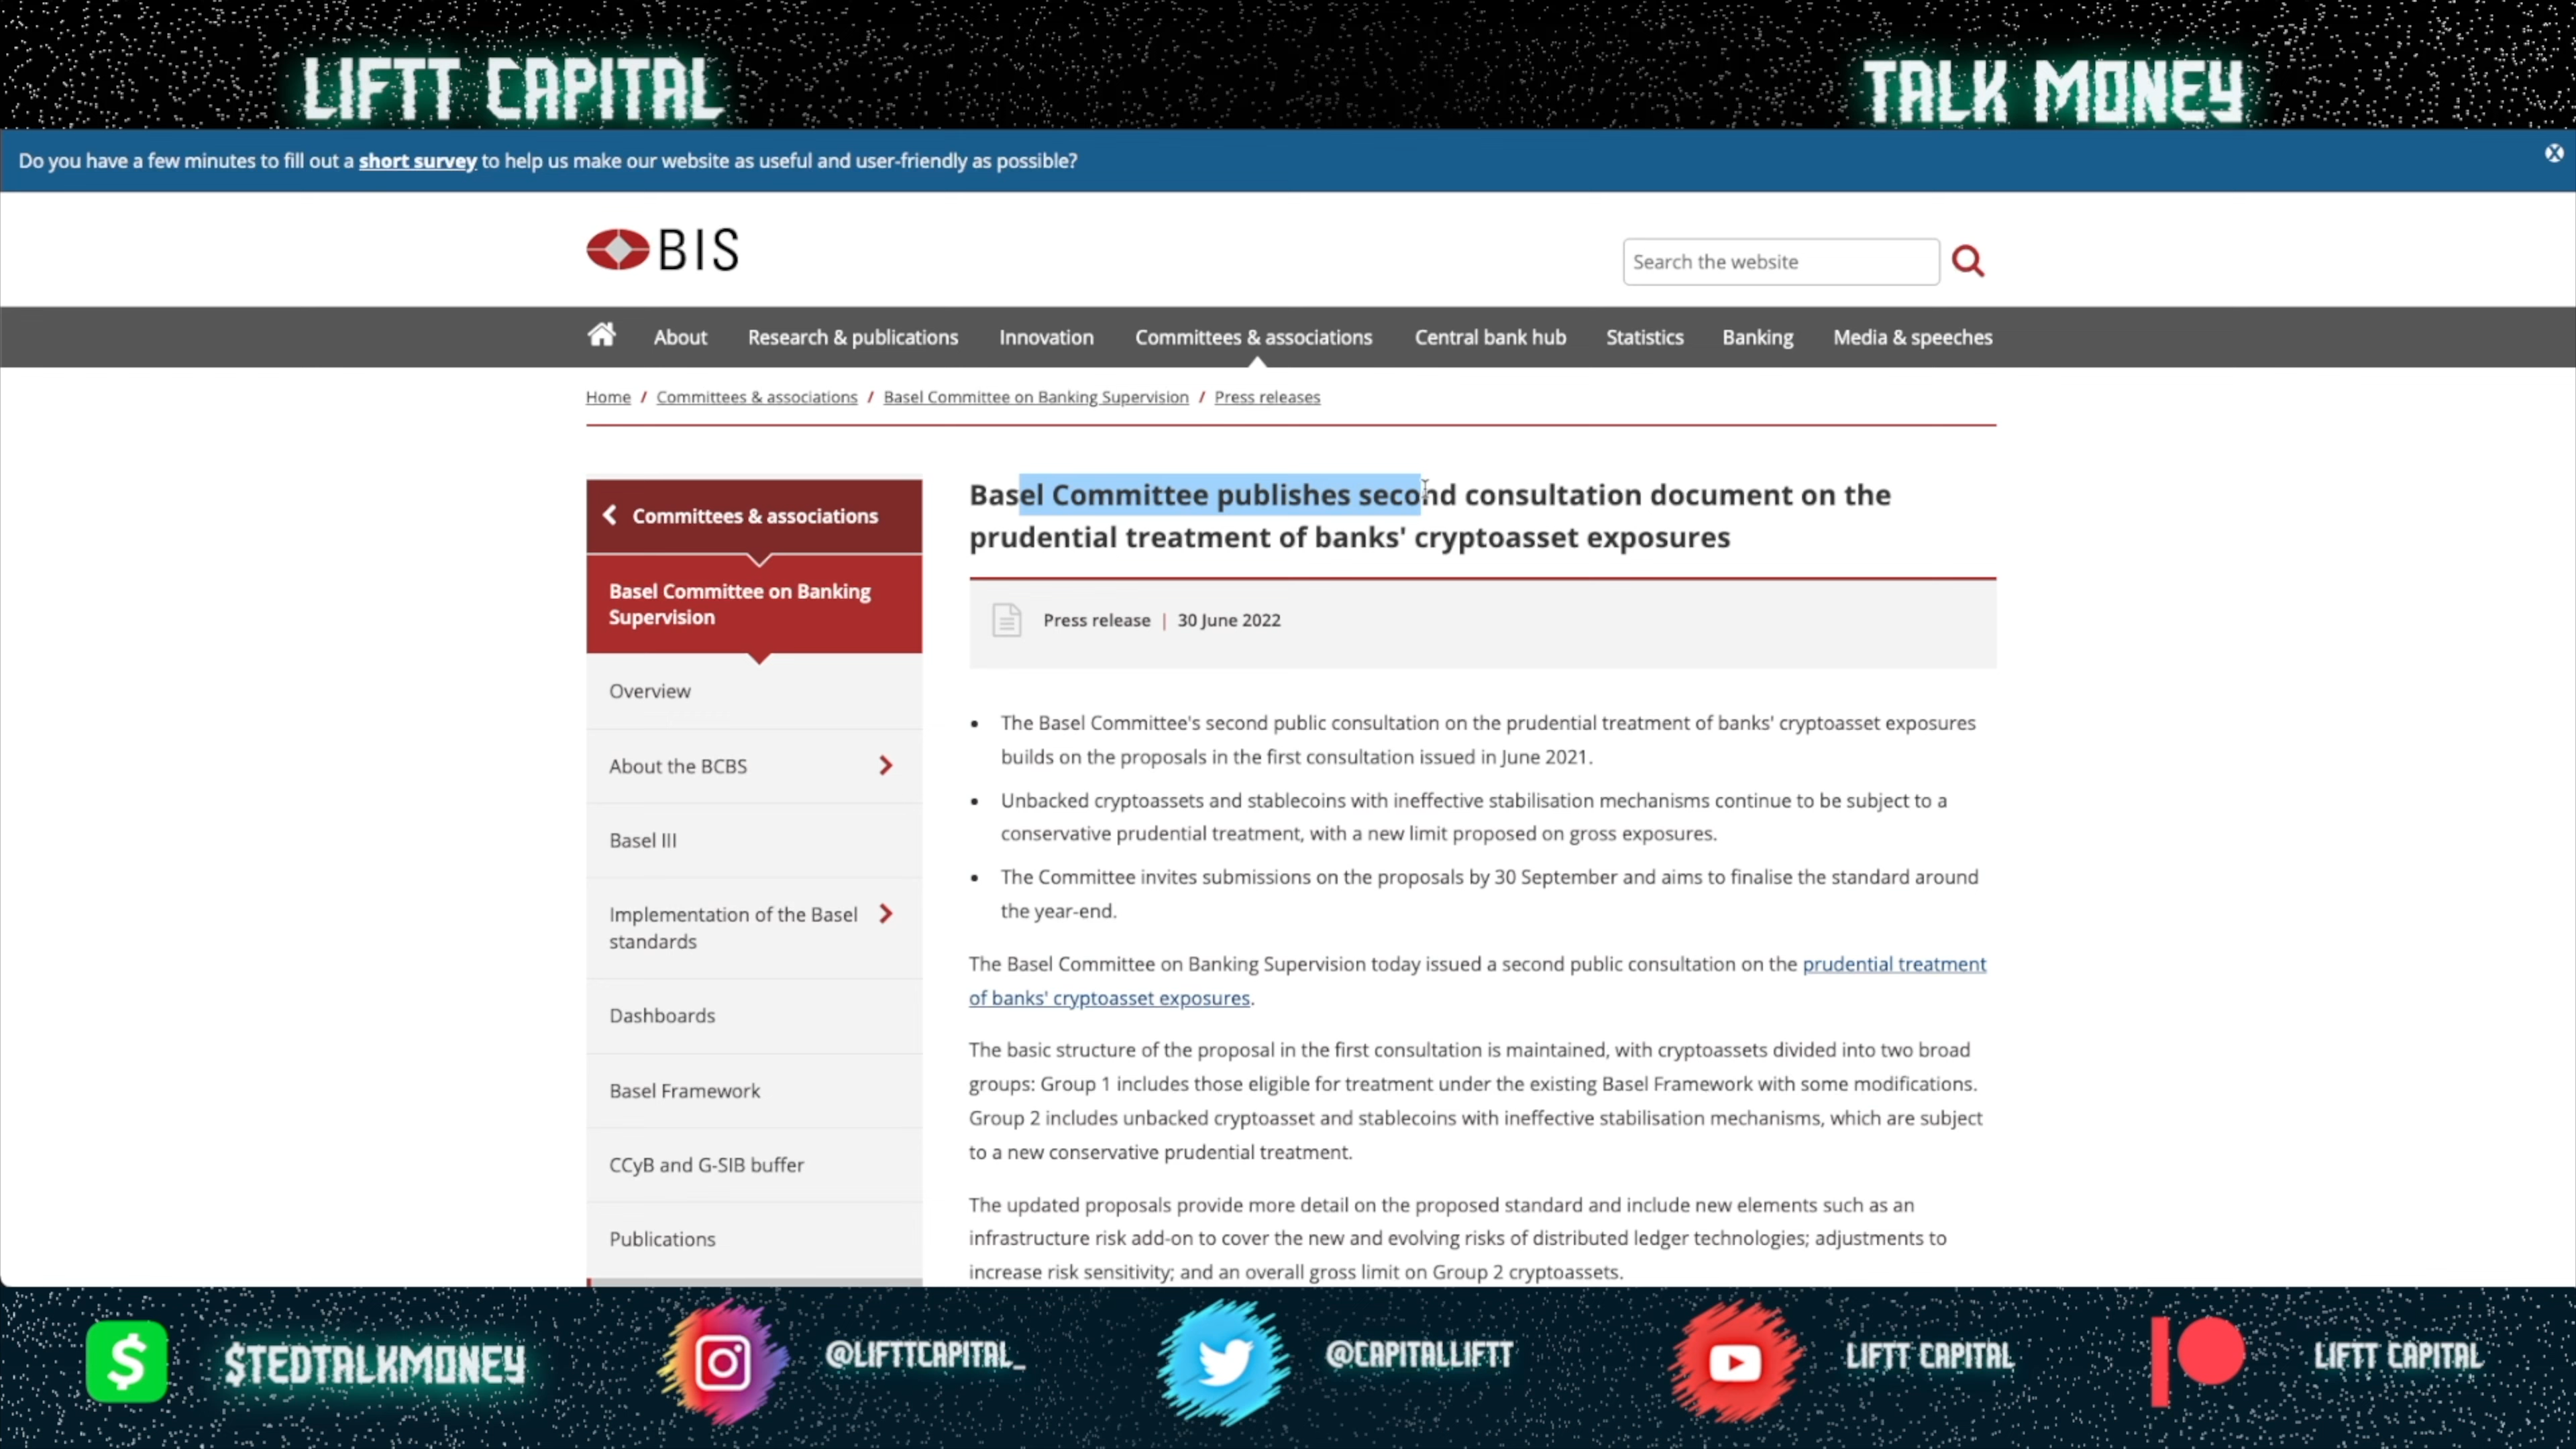 LIFTT CAPITAL
TALK MONEY
Do you have a few minutes to fill out a short survey to help us make our website as useful and user-friendly as possible?
BIS
Search the website
About Research & publications Innovation Committees & associations Central bank hub Statistics Banking Media & speeches
Home / Committees & associations / Basel Committee on Banking Supervision / Press releases
Committees & associations
Basel Committee on Banking
Supervision
Overview
About the BCBS
Basel III
Implementation of the Basel
standards
Dashboards
Basel Framework
CCyB and G-SIB buffer
Publications
Basel Committee publishes second consultation document on the
prudential treatment of banks' cryptoasset exposures
Press release | 30 June 2022
• The Basel Committee's second public consultation on the prudential treatment of banks' cryptoasset exposures
builds on the proposals in the first consultation issued in June 2021.
• Unbacked cryptoassets and stablecoins with ineffective stabilisation mechanisms continue to be subject to a
conservative prudential treatment, with a new limit proposed on gross exposures.
• The Committee invites submissions on the proposals by 30 September and aims to finalise the standard around
the year-end.
The Basel Committee on Banking Supervision today issued a second public consultation on the prudential treatment
of banks' cryptoasset exposures.
The basic structure of the proposal in the first consultation is maintained, with cryptoassets divided into two broad
groups: Group 1 includes those eligible for treatment under the existing Basel Framework with some modifications.
Group 2 includes unbacked cryptoasset and stablecoins with ineffective stabilisation mechanisms, which are subject
to a new conservative prudential treatment.
The updated proposals provide more detail on the proposed standard and include new elements such as an
infrastructure risk add-on to cover the new and evolving risks of distributed ledger technologies; adjustments to
increase risk sensitivity; and an overall gross limit on Group 2 cryptoassets.
$
$TEDTALKMONEY
@LIFTTCAPITAL_
@CAPITALLIFTT
LIFTT CAPITAL
LIFTT CAPITAL